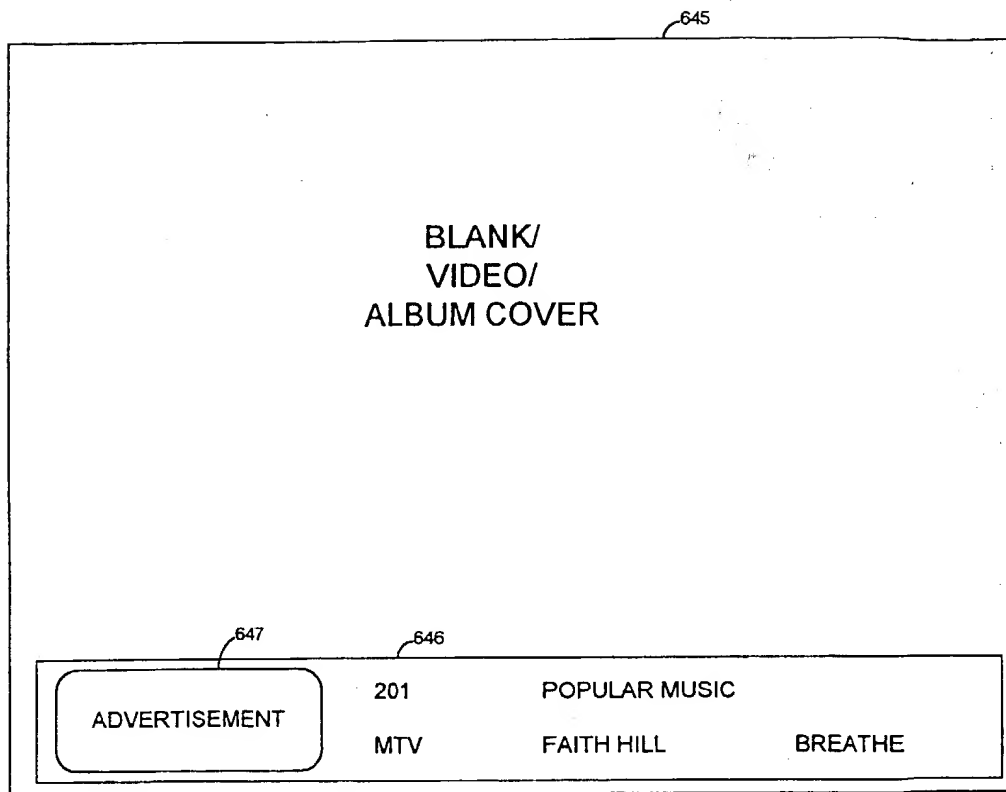 645
BLANK/
VIDEO/
ALBUM COVER
647
646
ADVERTISEMENT
201 POPULAR MUSIC
MTV FAITH HILL BREATHE